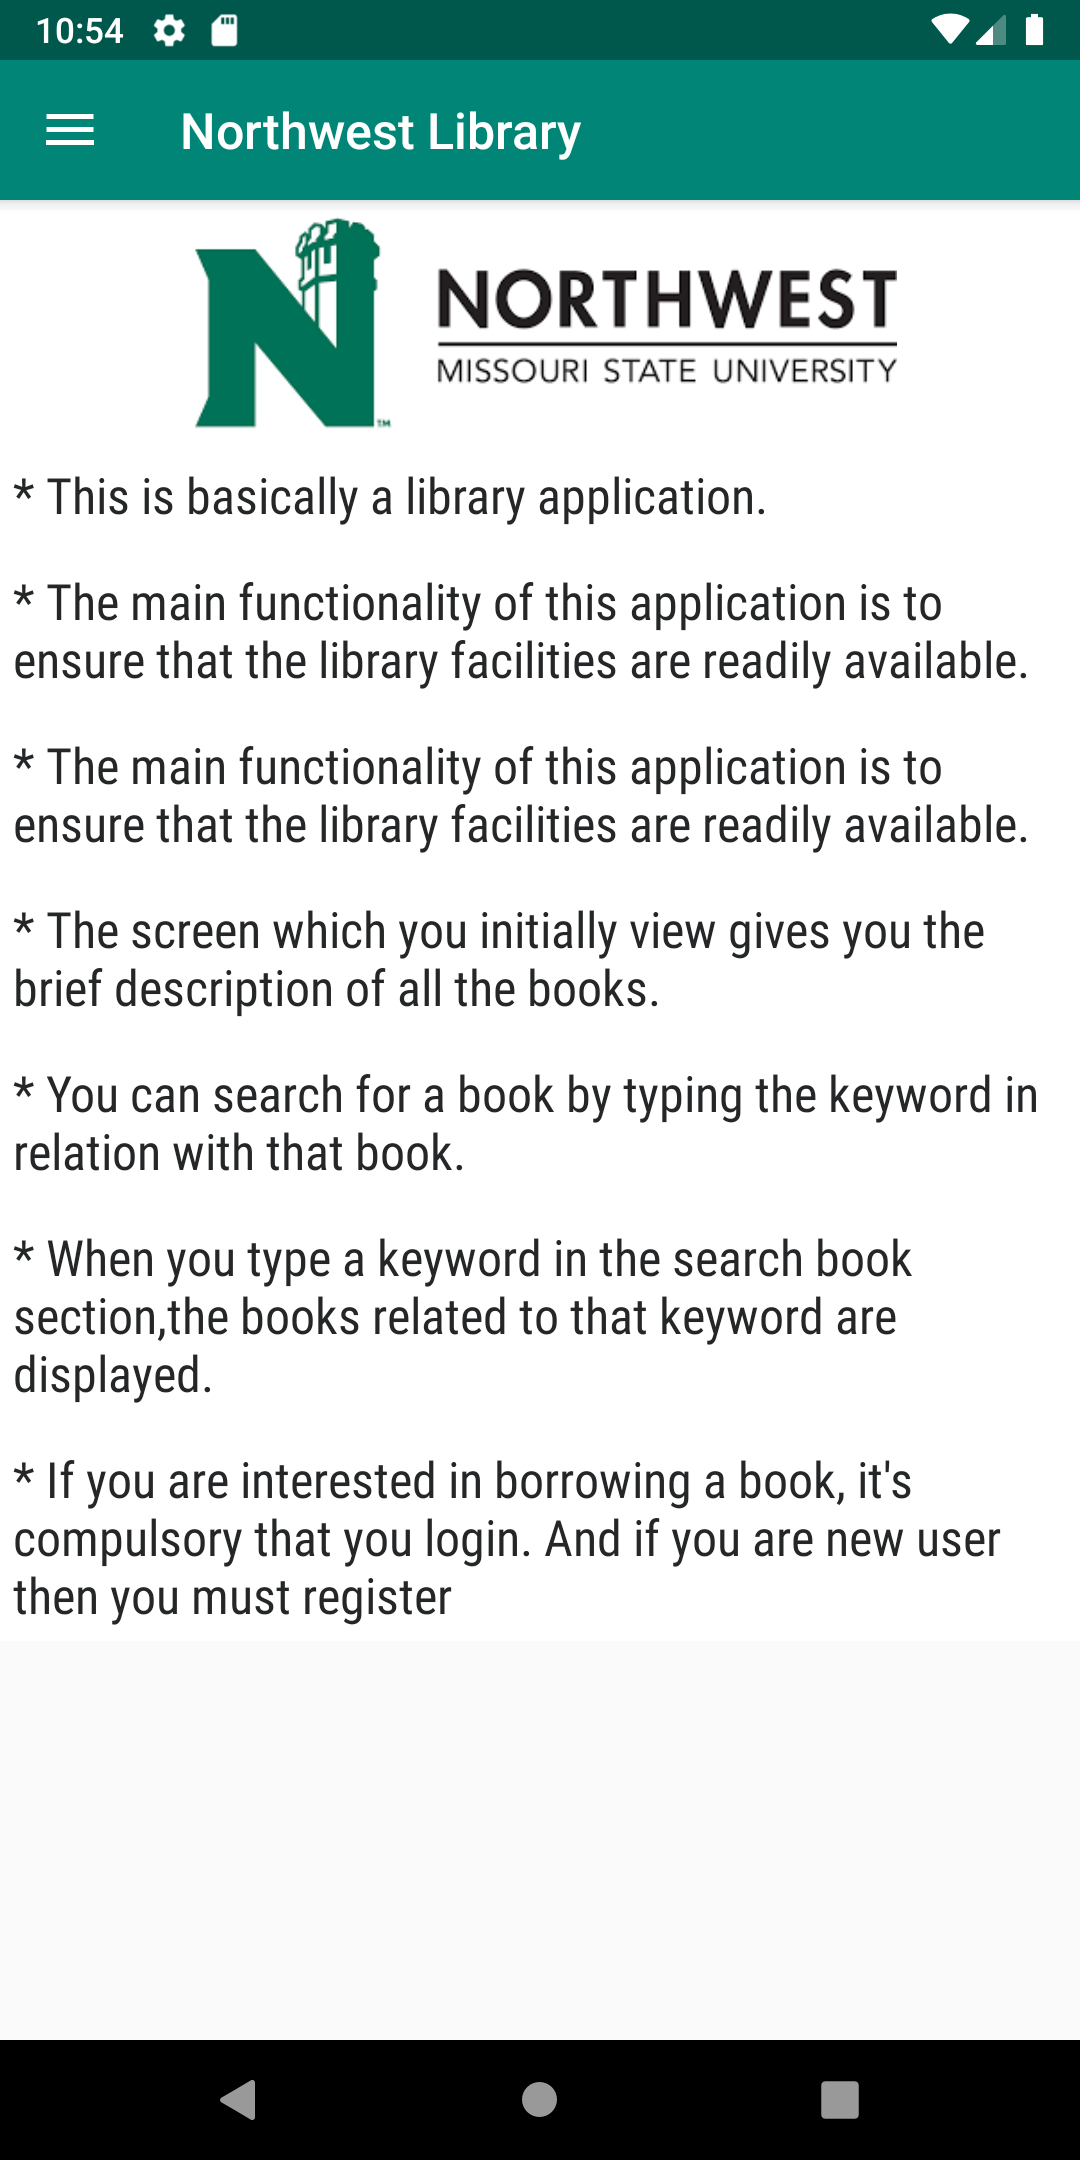 10:54
Northwest Library
N
TM
NORTHWEST
MISSOURI STATE UNIVERSITY
* This is basically a library application.
* The main functionality of this application is to
ensure that the library facilities are readily available.
* The main functionality of this application is to
ensure that the library facilities are readily available.
* The screen which you initially view gives you the
brief description of all the books.
* You can search for a book by typing the keyword in
relation with that book.
* When you type a keyword in the search book
section,the books related to that keyword are
displayed.
* If you are interested in borrowing a book, it's
compulsory that you login. And if you are new user
then you must register